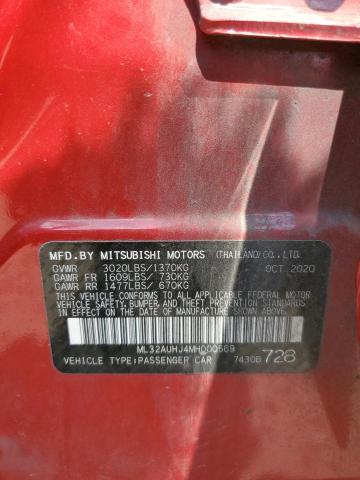 MFD.BY MITSUBISHI MOTORS (THAILAND) CO., LTD.
GVWR 3020LBS/1370KG OCT 2020
GAWR FR 1609LBS/ 730KG
GAWR RR 1477LBS/ 670KG
THIS VEHICLE CONFORMS TO ALL APPLICABLE FEDERAL MOTOR
VEHICLE SAFETY, BUMPER, AND THEFT PREVENTION
STANDARDS IN EFFECT ON THE DATE OF MANUFACTURE
SHOWN ABOVE.
ML32AUHJ4MH000569
VEHICLE TYPE:PASSENGER CAR 7430B 728